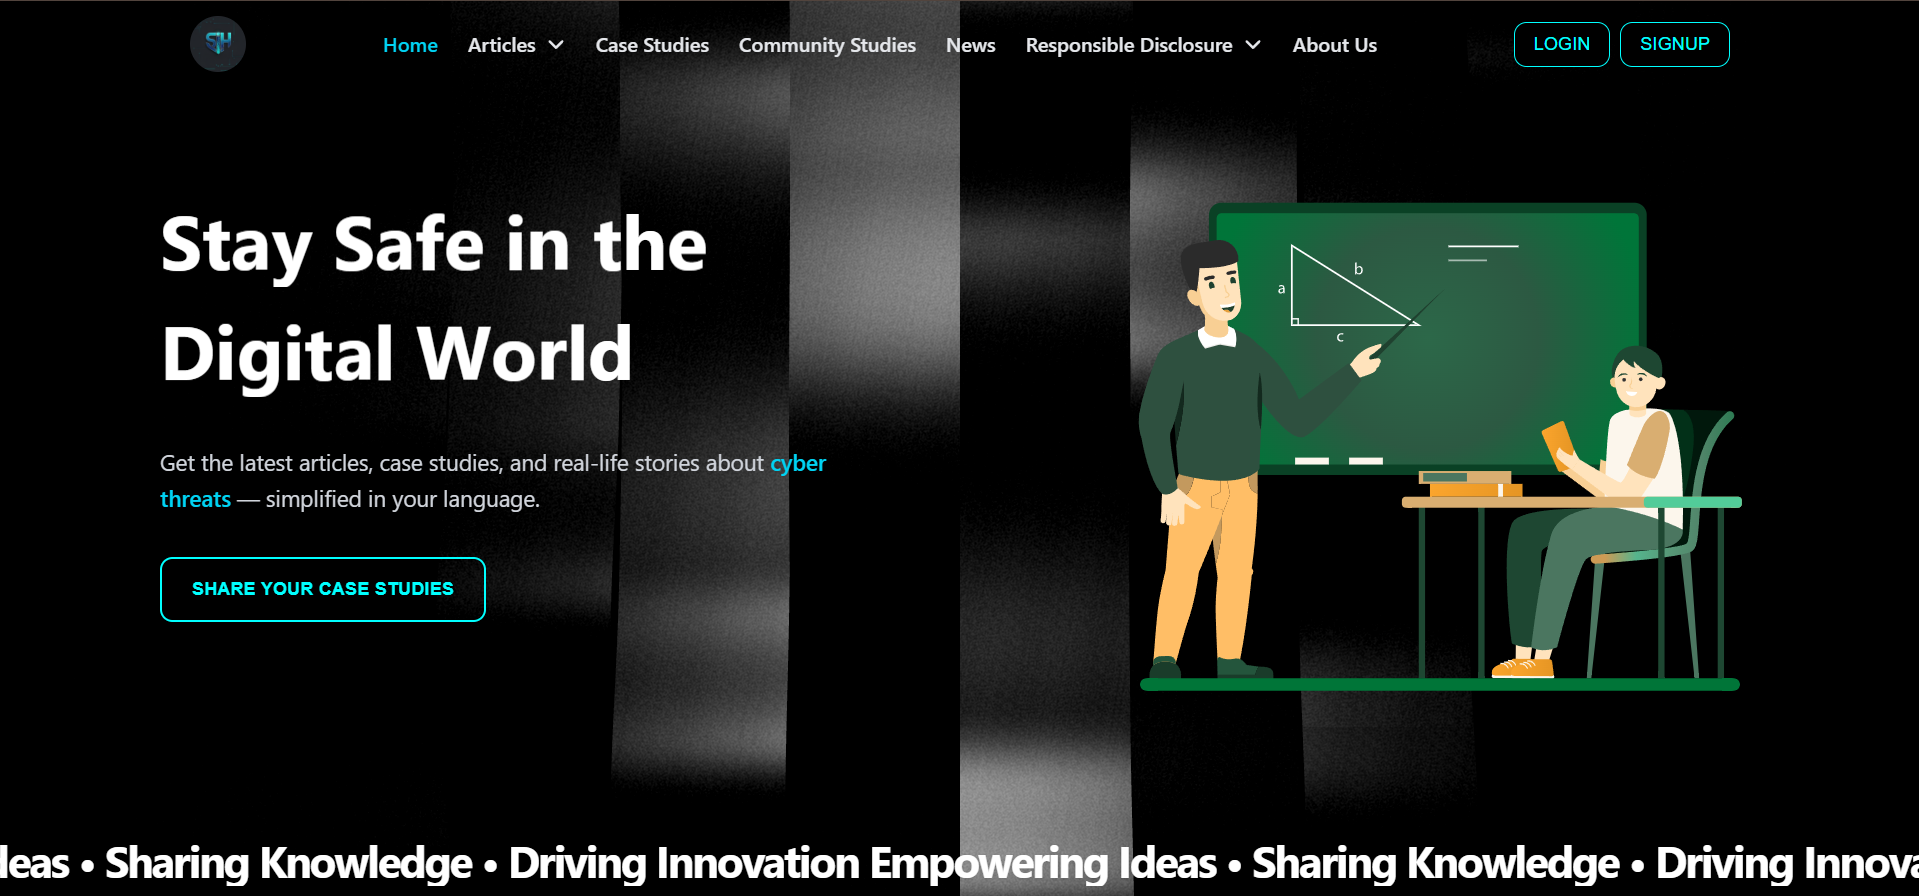 SH
Home Articles Case Studies Community Studies News Responsible Disclosure About Us LOGIN SIGNUP
Stay Safe in the
Digital World
Get the latest articles, case studies, and real-life stories about cyber
threats — simplified in your language.
SHARE YOUR CASE STUDIES
a
b
c
deas • Sharing Knowledge • Driving Innovation Empowering Ideas • Sharing Knowledge • Driving Innova